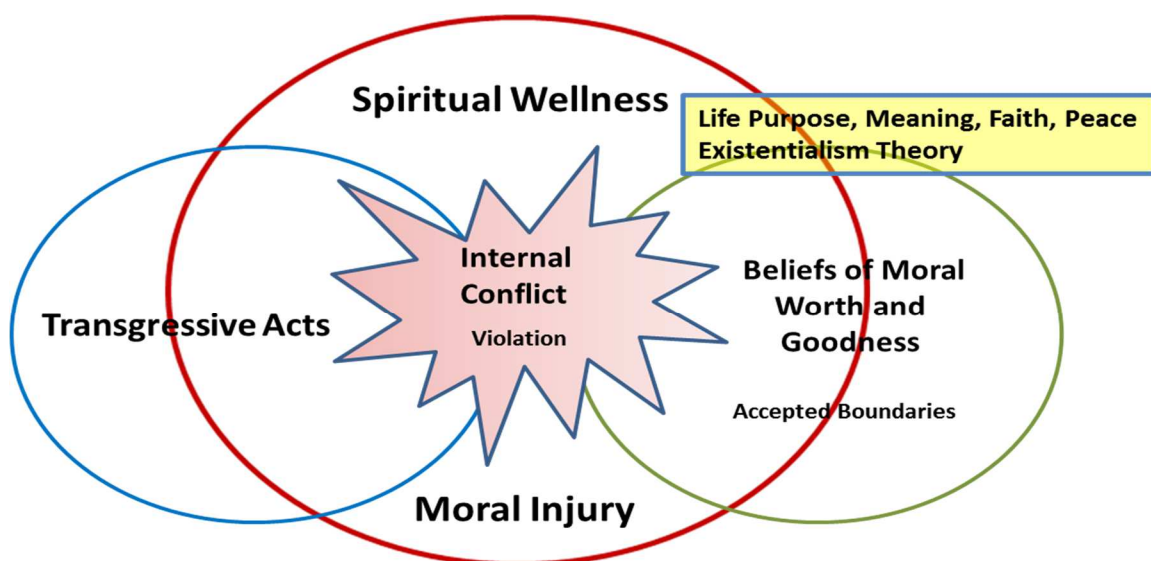 Spiritual Wellness
Life Purpose, Meaning, Faith, Peace
Existentialism Theory
Transgressive Acts
Internal
Conflict
Violation
Beliefs of Moral
Worth and
Goodness
Accepted Boundaries
Moral Injury